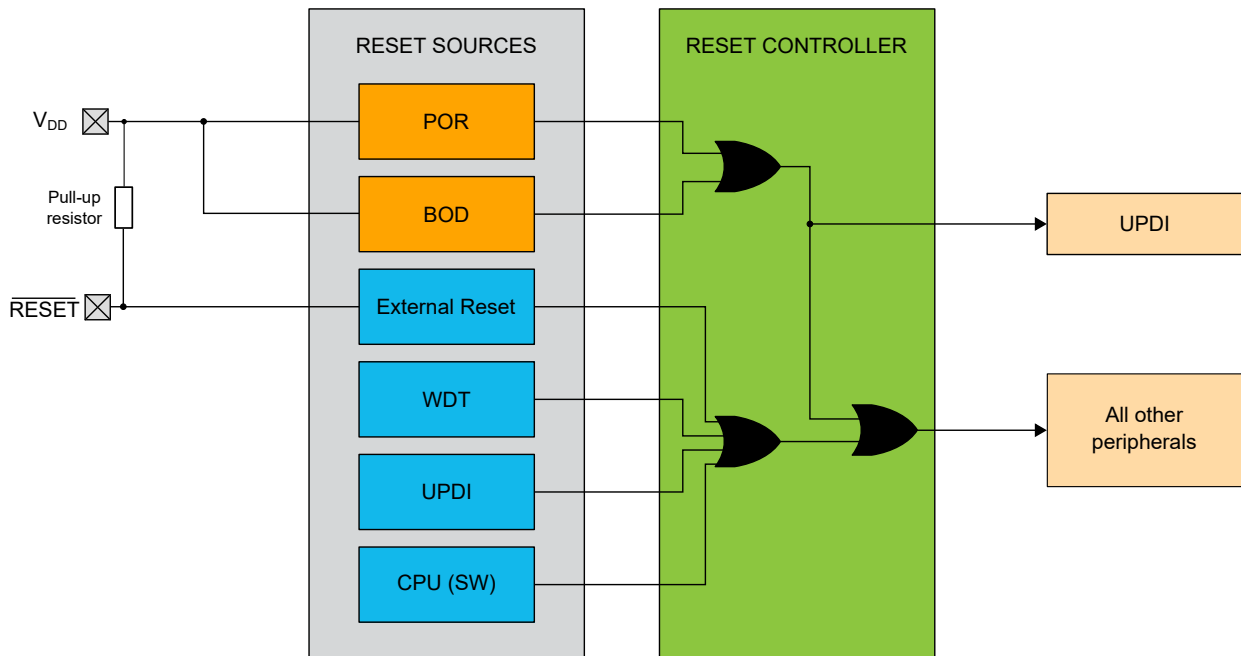 RESET SOURCES
RESET CONTROLLER
VDD
POR
Pull-up
resistor
BOD
UPDI
RESET
External Reset
WDT
All other
peripherals
UPDI
CPU (SW)